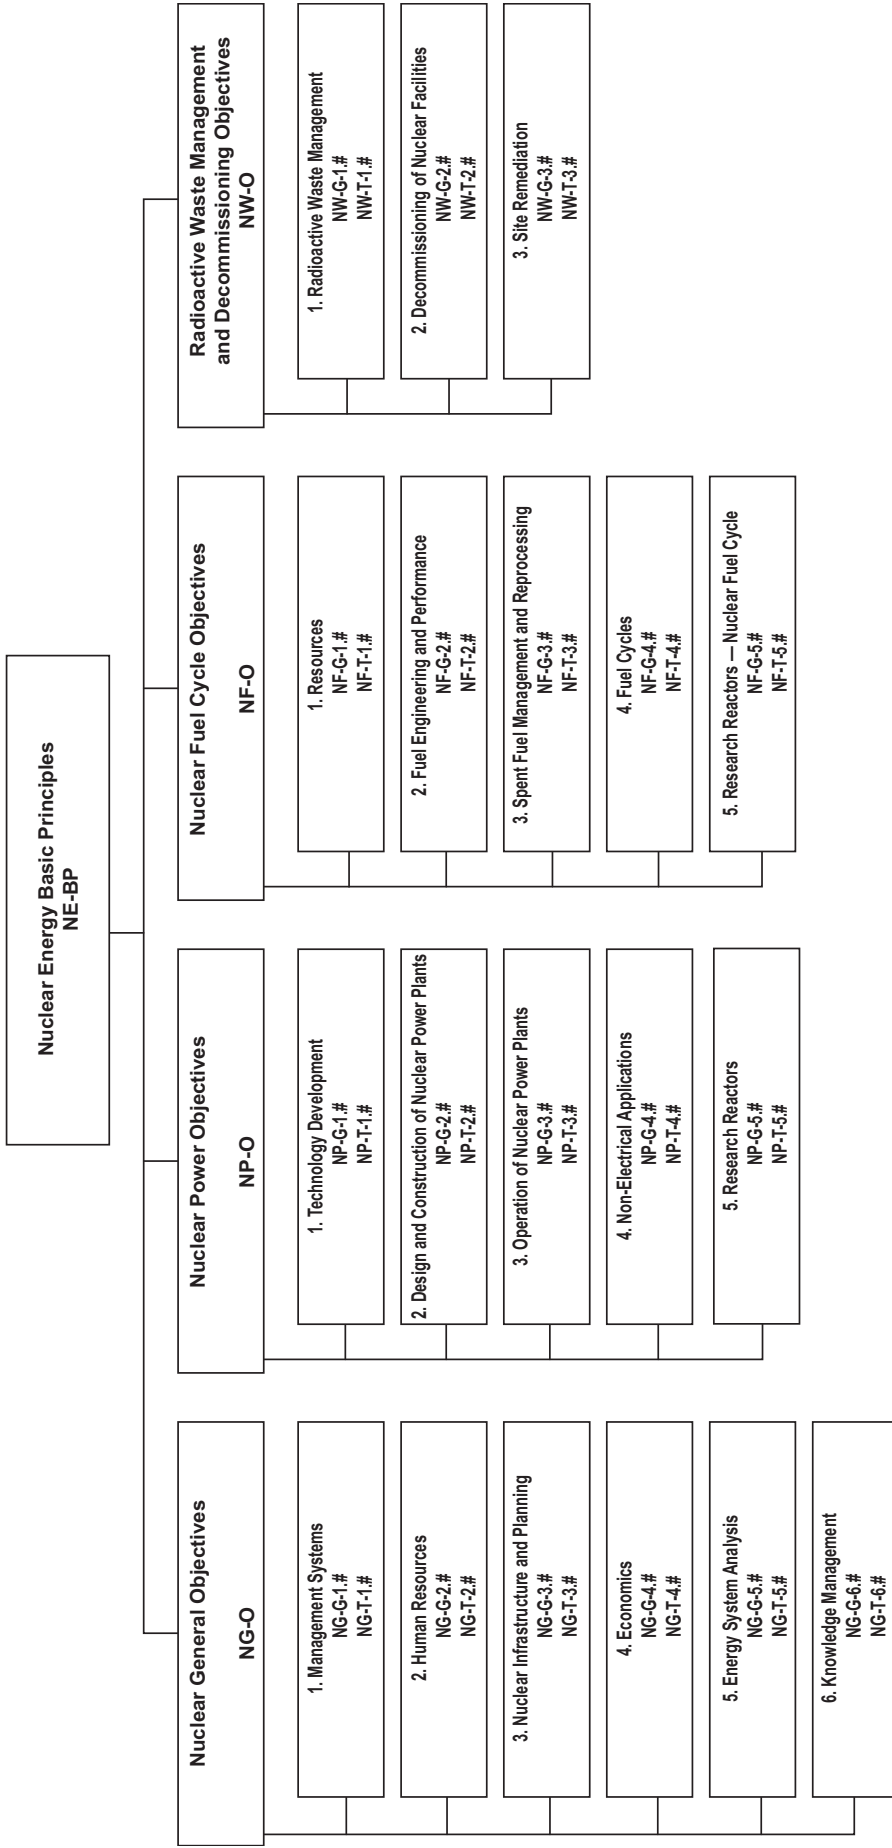 Nuclear Energy Basic Principles
NE-BP
Nuclear General Objectives
NG-O
1. Management Systems
NG-G-1.#
NG-T-1.#
2. Human Resources
NG-G-2.#
NG-T-2.#
3. Nuclear Infrastructure and Planning
NG-G-3.#
NG-T-3.#
4. Economics
NG-G-4.#
NG-T-4.#
5. Energy System Analysis
NG-G-5.#
NG-T-5.#
6. Knowledge Management
NG-G-6.#
NG-T-6.#
Nuclear Power Objectives
NP-O
1. Technology Development
NP-G-1.#
NP-T-1.#
2. Design and Construction of Nuclear Power Plants
NP-G-2.#
NP-T-2.#
3. Operation of Nuclear Power Plants
NP-G-3.#
NP-T-3.#
4. Non-Electrical Applications
NP-G-4.#
NP-T-4.#
5. Research Reactors
NP-G-5.#
NP-T-5.#
Nuclear Fuel Cycle Objectives
NF-O
1. Resources
NF-G-1.#
NF-T-1.#
2. Fuel Engineering and Performance
NF-G-2.#
NF-T-2.#
3. Spent Fuel Management and Reprocessing
NF-G-3.#
NF-T-3.#
4. Fuel Cycles
NF-G-4.#
NF-T-4.#
5. Research Reactors — Nuclear Fuel Cycle
NF-G-5.#
NF-T-5.#
Radioactive Waste Management
and Decommissioning Objectives
NW-O
1. Radioactive Waste Management
NW-G-1.#
NW-T-1.#
2. Decommissioning of Nuclear Facilities
NW-G-2.#
NW-T-2.#
3. Site Remediation
NW-G-3.#
NW-T-3.#